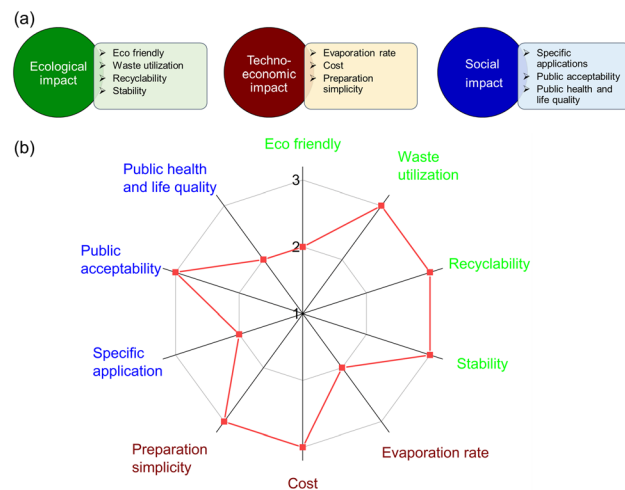 (a)
Ecological
impact
➢ Eco friendly
➢ Waste utilization
➢ Recyclability
➢ Stability
Techno-
economic
impact
➢ Evaporation rate
➢ Cost
➢ Preparation
simplicity
Social
impact
➢ Specific
applications
➢ Public acceptability
➢ Public health and
life quality
(b)
Eco friendly
Waste
utilization
Recyclability
Stability
Evaporation rate
Cost
Preparation
simplicity
Specific
application
Public
acceptability
Public health
and life quality
3
2
1